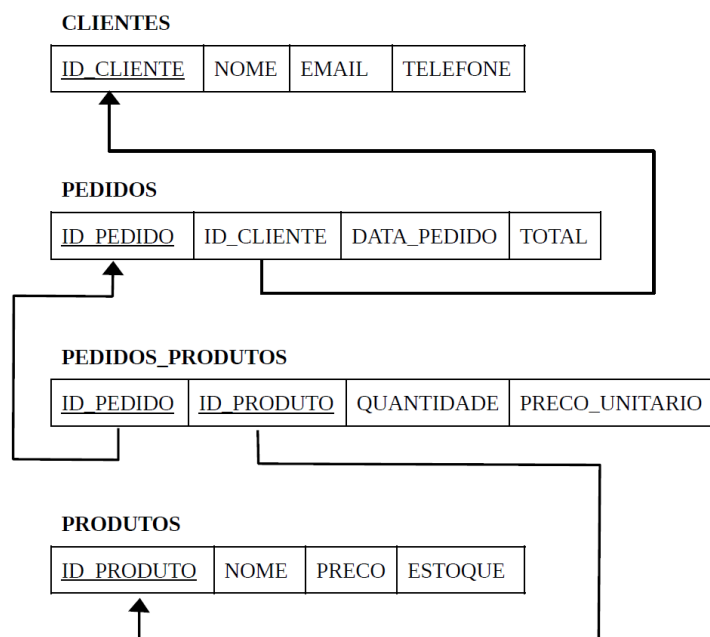 CLIENTES
ID_CLIENTE NOME EMAIL TELEFONE
PEDIDOS
ID_PEDIDO ID_CLIENTE DATA_PEDIDO TOTAL
PEDIDOS_PRODUTOS
ID_PEDIDO ID_PRODUTO QUANTIDADE PRECO_UNITARIO
PRODUTOS
ID_PRODUTO NOME PRECO ESTOQUE